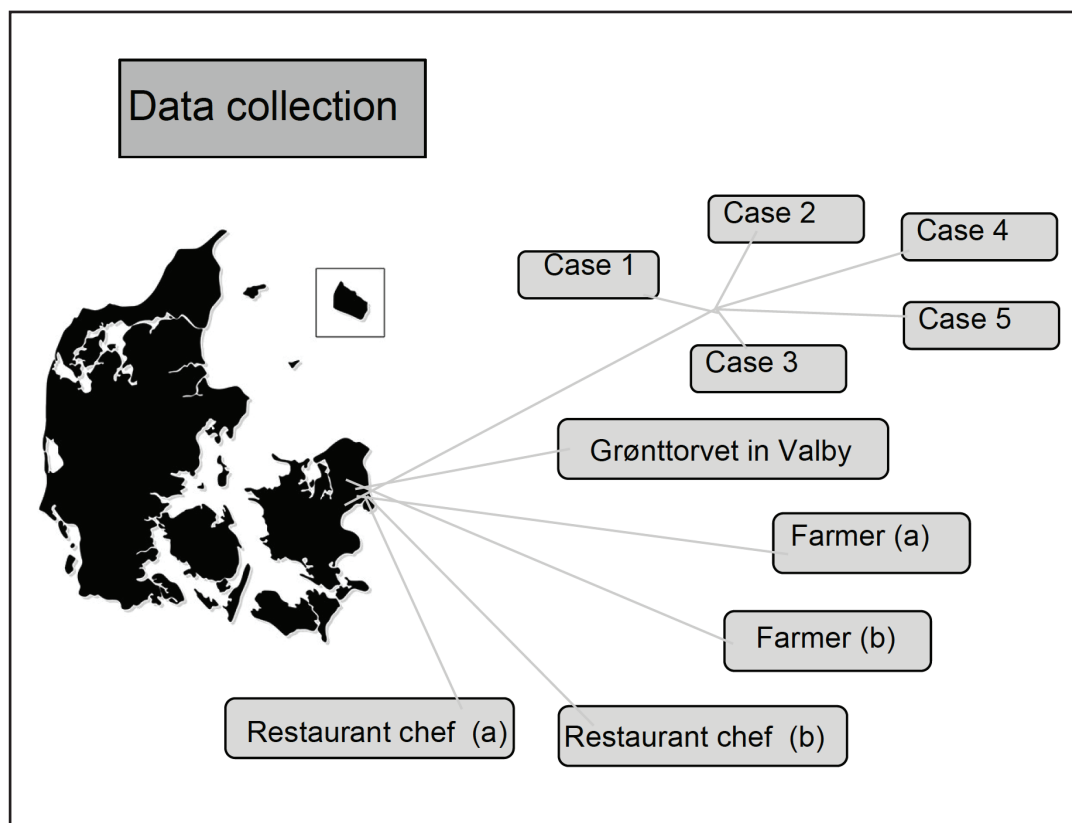 Data collection
Case 2
Case 4
Case 1
Case 5
Case 3
Grønttorvet in Valby
Farmer (a)
Farmer (b)
Restaurant chef (a)
Restaurant chef (b)